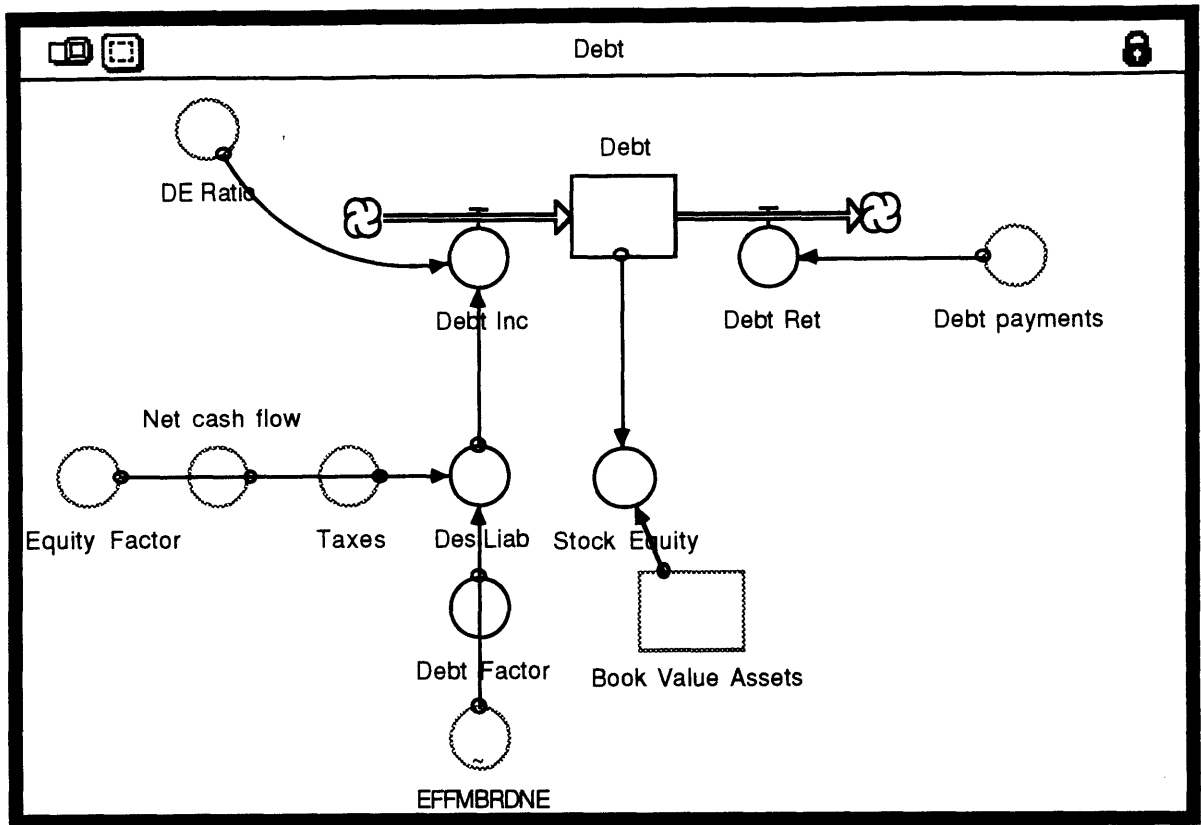 Debt
Debt
DE Ratio
Debt Inc
Debt Ret
Debt payments
Net cash flow
Equity Factor
Taxes
Des Liab
Stock Equity
Debt Factor
Book Value Assets
~
EFFMBRDNE